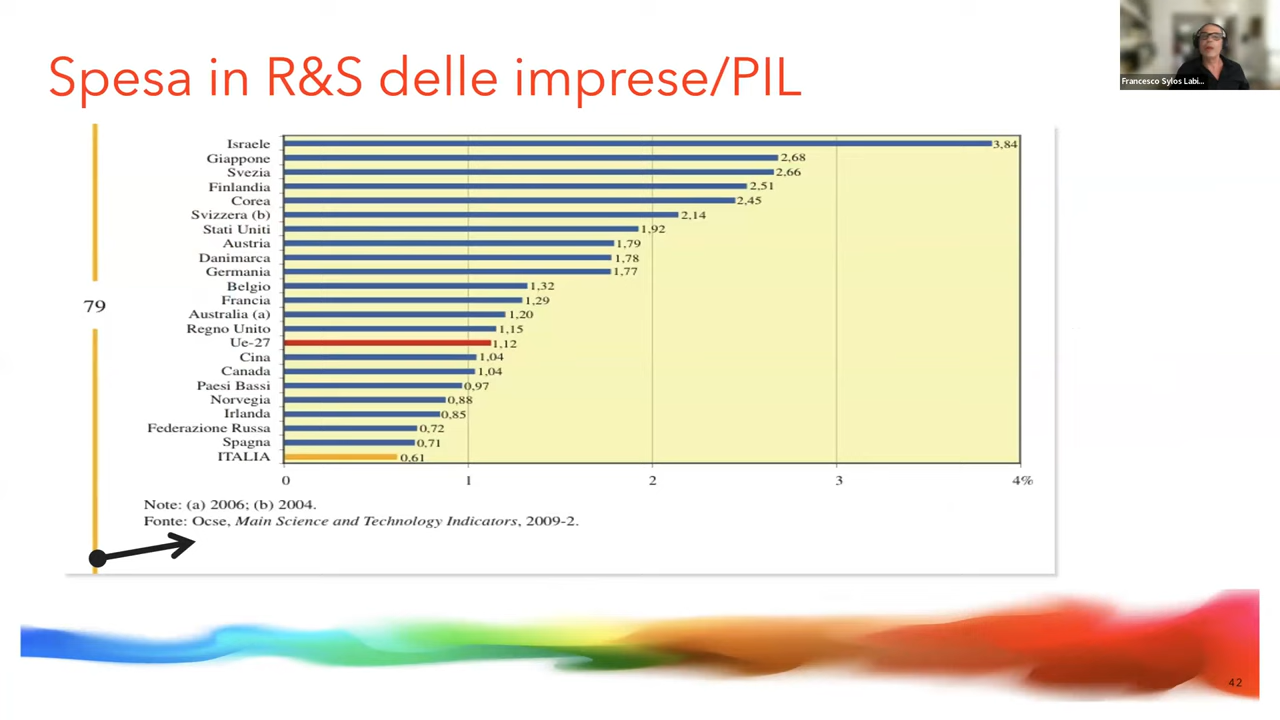 Spesa in R&S delle imprese/PIL
Francesco Sylos Labi...
Israele 3,84
Giappone 2,68
Svezia 2,66
Finlandia 2,51
Corea 2,45
Svizzera (b) 2,14
Stati Uniti 1,92
Austria 1,79
Danimarca 1,78
Germania 1,77
Belgio 1,32
Francia 1,29
79
Australia (a) 1,20
Regno Unito 1,15
Ue-27 1,12
Cina 1,04
Canada 1,04
Paesi Bassi 0,97
Norvegia 0,88
Irlanda 0,85
Federazione Russa 0,72
Spagna 0,71
ITALIA 0,61
0 1 2 3 4%
Note: (a) 2006; (b) 2004.
Fonte: Ocse, Main Science and Technology Indicators, 2009-2.
42